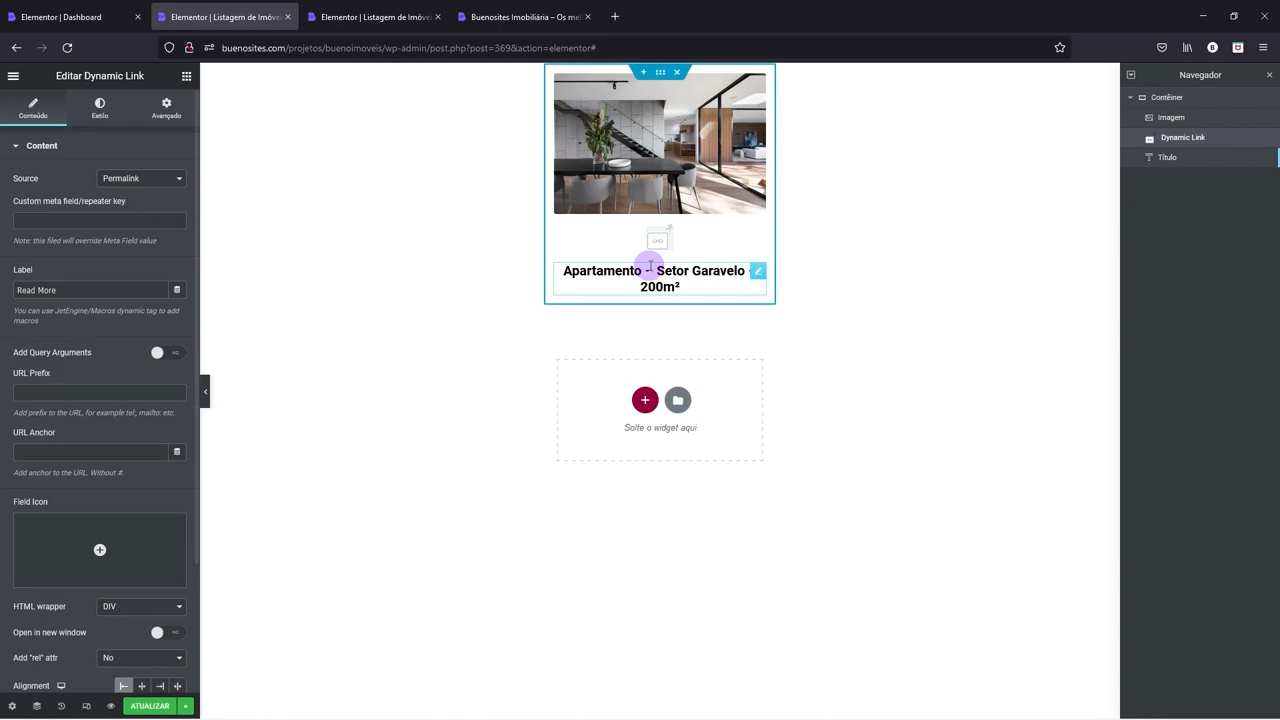 Elementor | Dashboard
Elementor | Listagem de Imóve
Elementor | Listagem de Imóve
Buenosites Imobiliária – Os me
buenosites.com/projetos/buenoimoveis/wp-admin/post.php?post=369&action=elementor#
Editar Dynamic Link
Conteúdo
Estilo
Avançado
Content
Source
Permalink
Custom meta field/repeater key
Note: this filed will override Meta Field value
Label
Read More
You can use JetEngine/Macros dynamic tag to add
macros
Add Query Arguments
NO
URL Prefix
Add prefix to the URL, for example tel:, mailto: etc.
URL Anchor
Add anchor to the URL. Without #.
Field Icon
HTML wrapper
DIV
Open in new window
NO
Add "rel" attr
No
Alignment
ATUALIZAR
Apartamento – Setor Garavelo –
200m²
Solte o widget aqui
Navegador
Contêiner
Imagem
Dynamic Link
Título